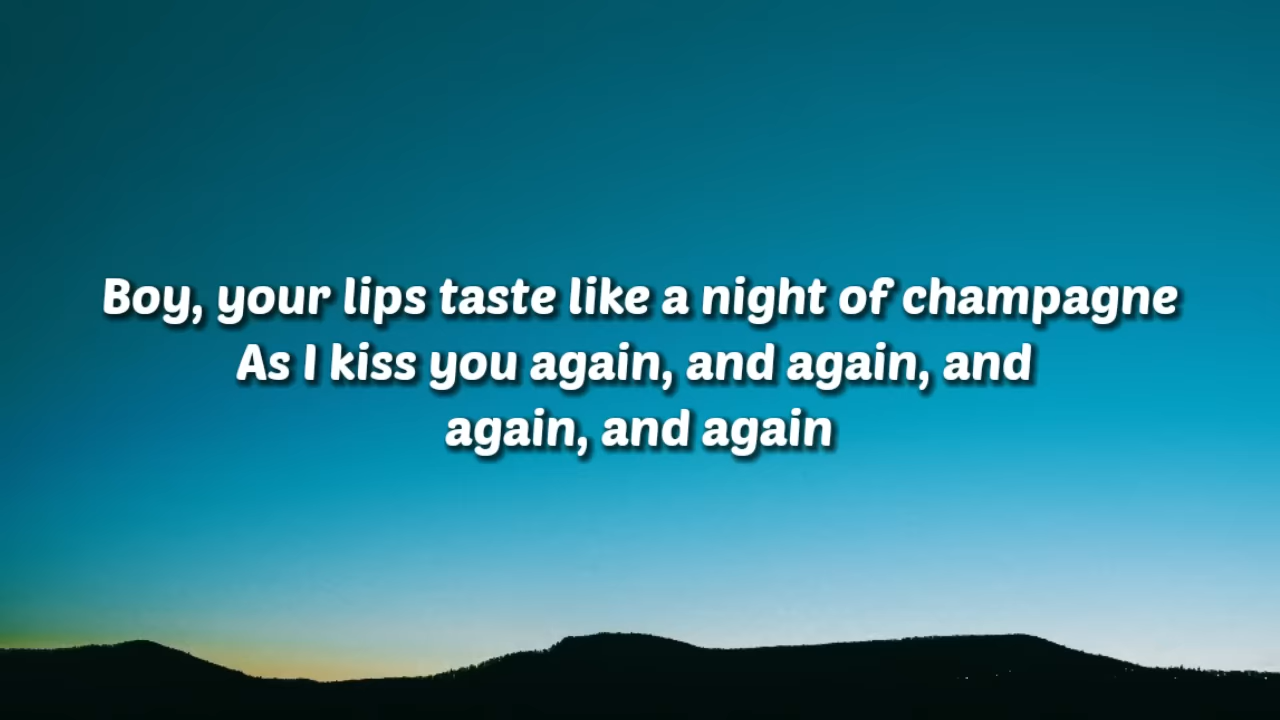 Boy, your lips taste like a night of champagne
As I kiss you again, and again, and
again, and again